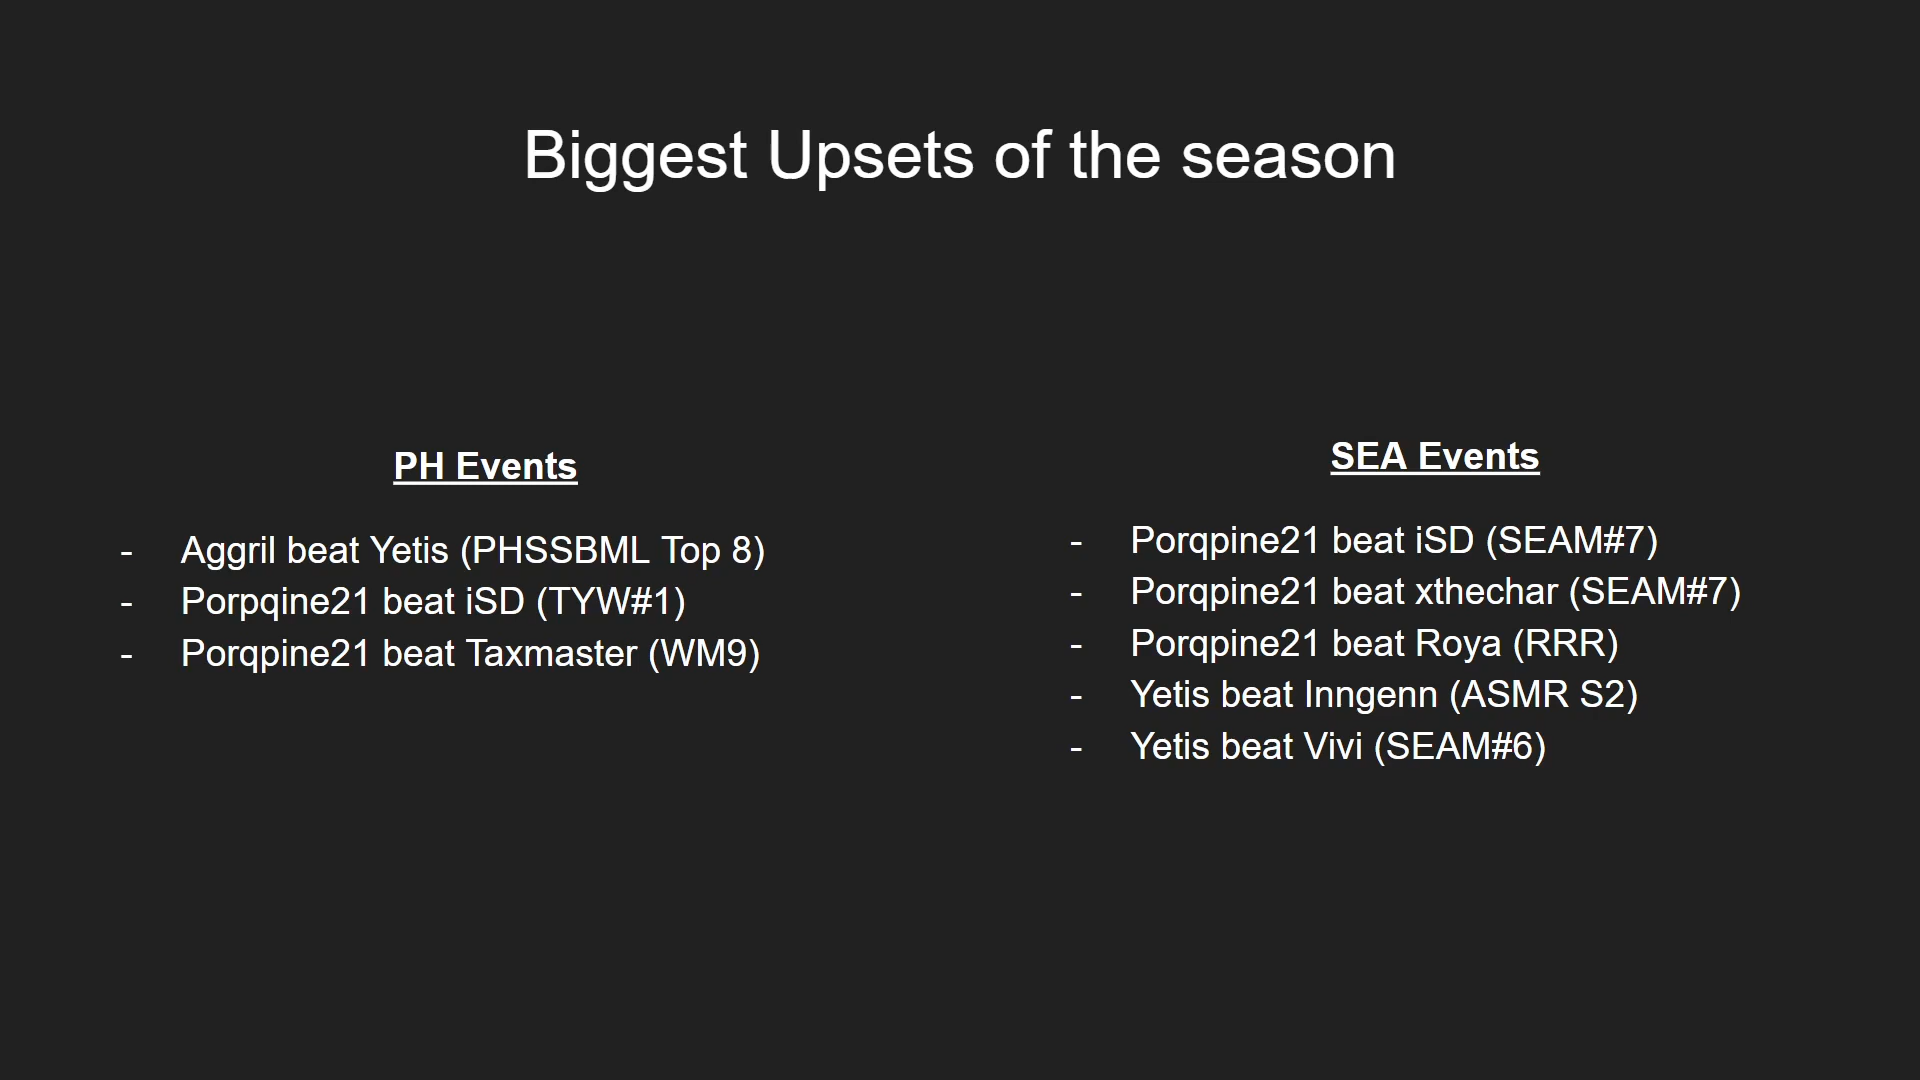 Biggest Upsets of the season
PH Events
- Aggril beat Yetis (PHSSBML Top 8)
- Porpqine21 beat iSD (TYW#1)
- Porqpine21 beat Taxmaster (WM9)
SEA Events
- Porqpine21 beat iSD (SEAM#7)
- Porqpine21 beat xthechar (SEAM#7)
- Porqpine21 beat Roya (RRR)
- Yetis beat Inngenn (ASMR S2)
- Yetis beat Vivi (SEAM#6)